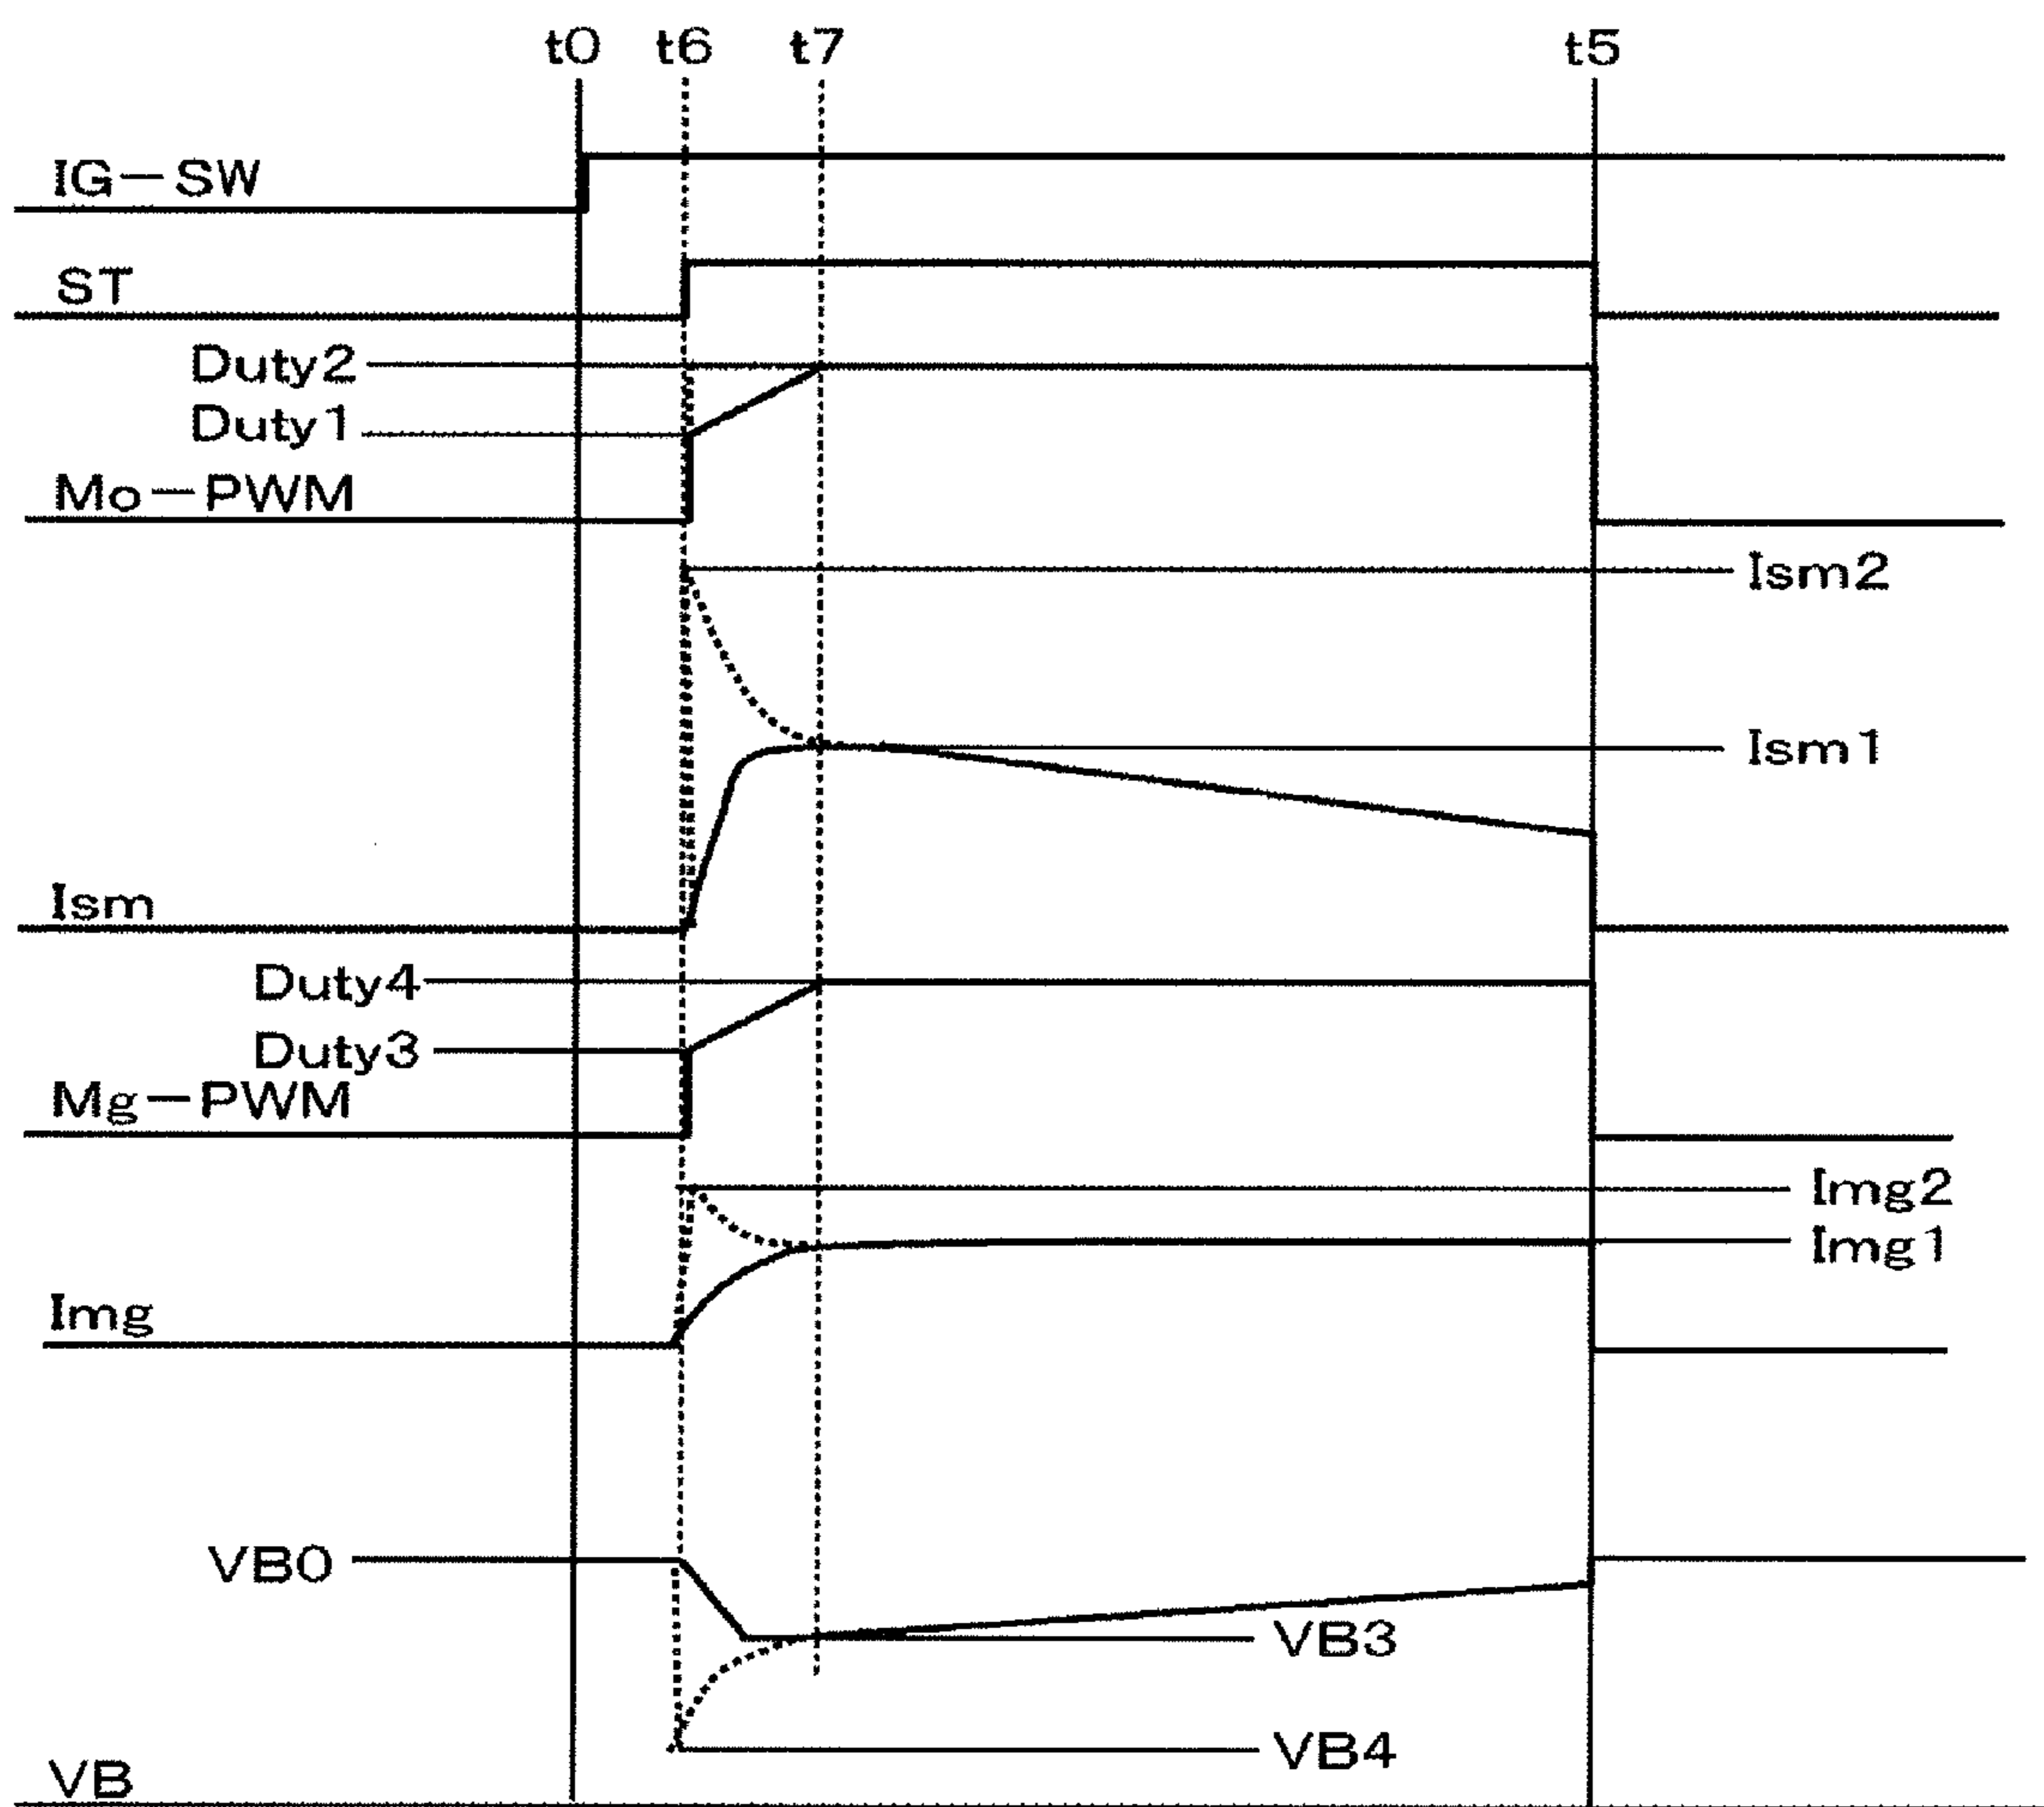 t0 t6 t7 t5
IG－SW
ST
Duty2
Duty1
Mo－PWM
Ism2
Ism1
Ism
Duty4
Duty3
Mg－PWM
Img2
Img1
Img
VB0
VB3
VB4
VB